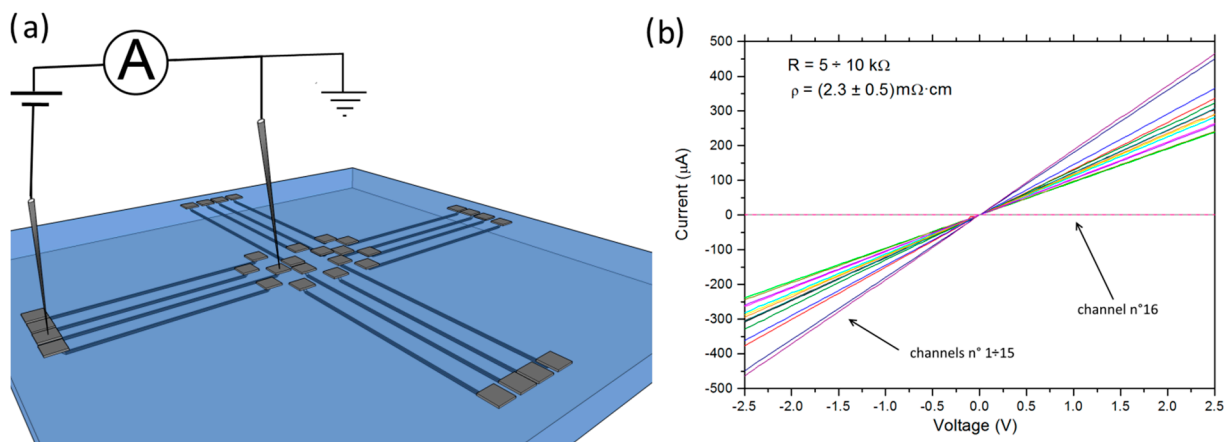 (a)
A
(b)
R = 5 ÷ 10 kΩ
ρ = (2.3 ± 0.5)mΩ·cm
Current (μA)
500
400
300
200
100
0
-100
-200
-300
-400
-500
channel n°16
channels n° 1÷15
-2.5 -2.0 -1.5 -1.0 -0.5 0.0 0.5 1.0 1.5 2.0 2.5
Voltage (V)